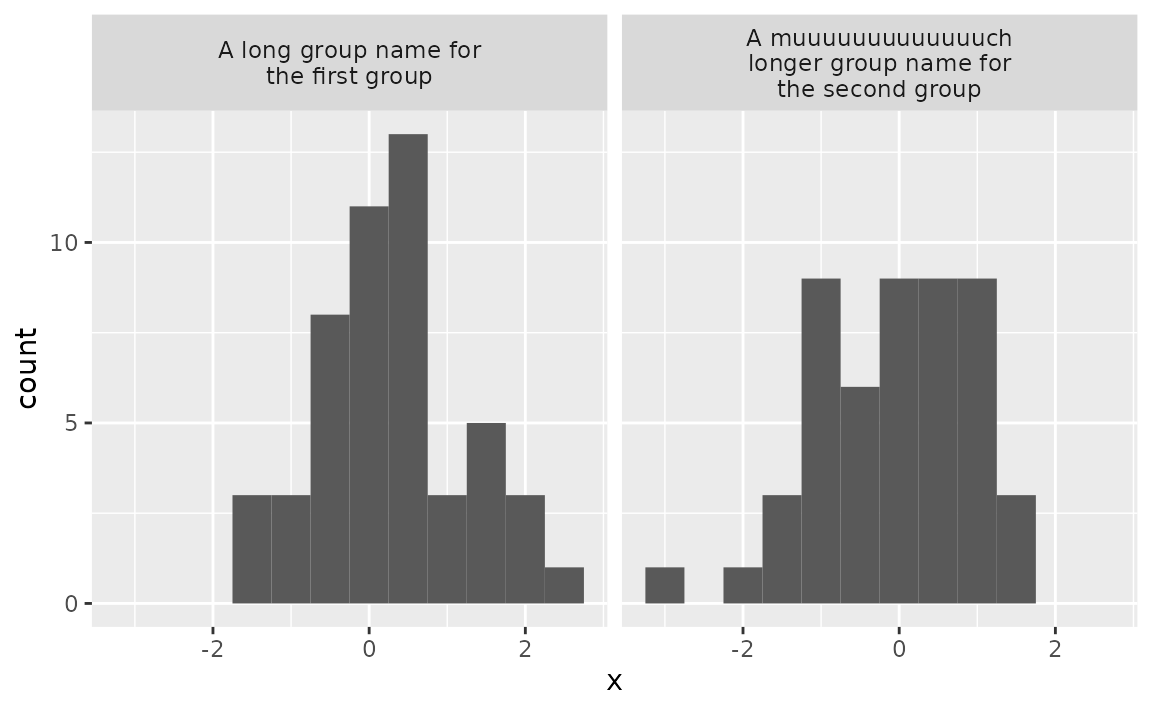 A long group name for
the first group
A muuuuuuuuuuuuuch
longer group name for
the second group
10
5
0
count
-2 0 2
-2 0 2
x